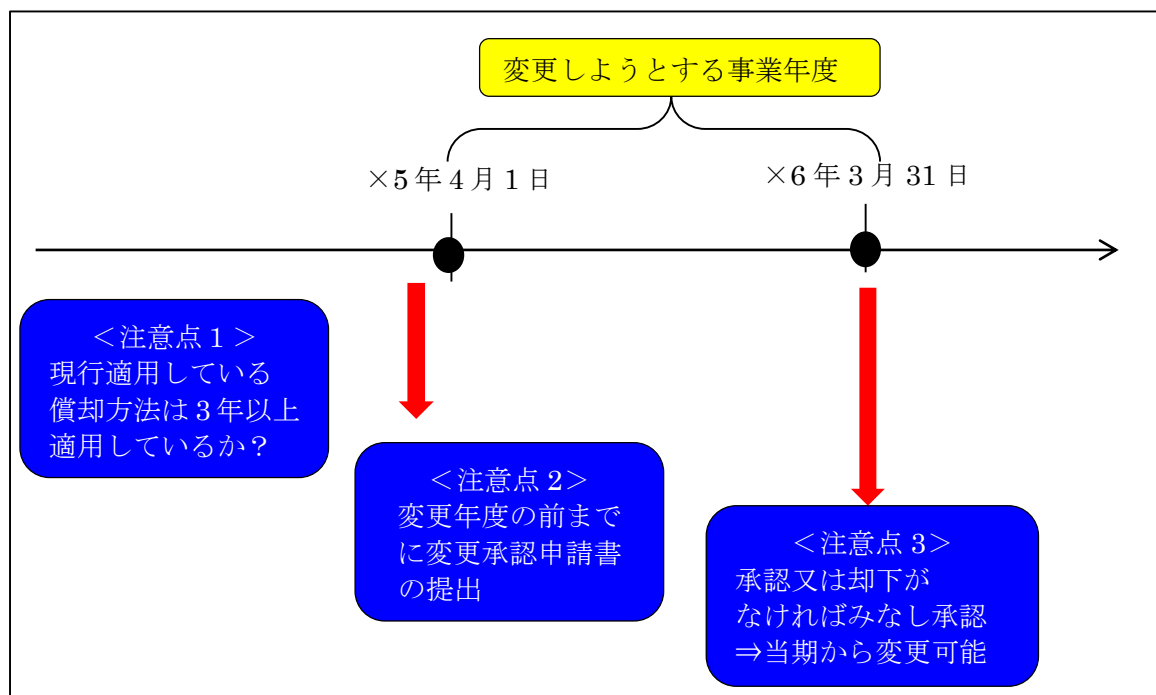 変更しようとする事業年度
×5年4月1日
×6年3月31日
＜注意点1＞
現行適用している
償却方法は3年以上
適用しているか？
＜注意点2＞
変更年度の前まで
に変更承認申請書
の提出
＜注意点3＞
承認又は却下が
なければみなし承認
⇒当期から変更可能